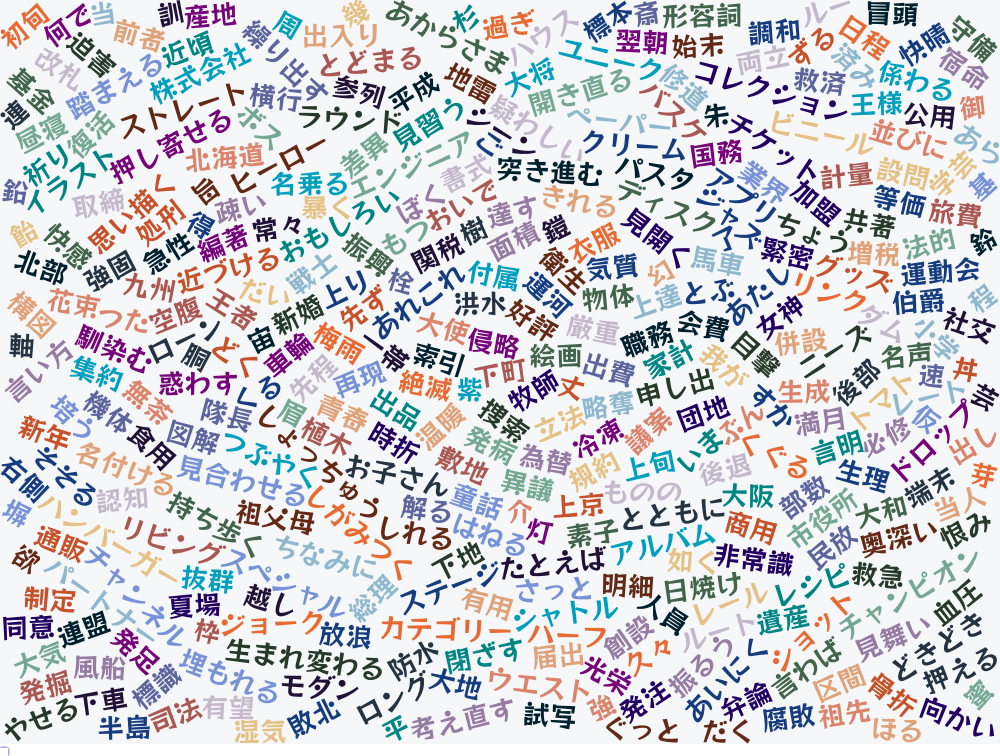 初旬
何で
当
前者
訓
産地
周
幾
出入り
あからさま
杉
過ぎ
ハウス
標本
斎
形容詞
調和
ルー
冒頭
守備
迫害
近頃
繰り出す
とどまる
ユニーク
翌朝
始末
両立
ずる
日程
快晴
宿命
改札
踏まえる
株式会社
参列
平成
地雷
大将
開き直る
修道
コレクション
救済
済み
係わる
基金
連
昼寝
復活
ストレート
横行
ボス
ラウンド
見習う
疑わしい
ペーパー
バス
朱
チケット
ビニール
王様
公用
御
並びに
あら
祈り
イラスト
押し寄せる
北海道
ヒーロー
差異
エンジニア
ミニ
クリーム
国務
鉛
取締
思い描く
旨
名乗る
書式
突き進む
パスタ
アプリ
業界
加盟
計量
設問
芸
飴
快感
処刑
得
疎い
暴く
おもしろい
ぼく
おいで
される
ディスク
ジャズ
ちょう
共著
等価
旅費
鈴
北部
強固
急性
編著
常々
振興
もつ
関税
樹
達す
面積
鎧
衣服
見開く
馬車
緊密
増税
法的
九州
近づける
だい
戦士
上り
栓
あれこれ
付属
運河
衛生
気質
幻
上達
とぶ
あたし
リンク
グッズ
運動会
伯爵
程
横図
花束
つた
空腹
王者
宙
新婚
先ず
洪水
好評
物体
女神
ダム
社交
軸
馴染む
ローン
どく
車輪
梅雨
一帯
大使
侵略
厳重
職務
会費
目撃
併設
ニーズ
名声
丼
言い方
集約
無茶
胴
惑わす
くる
先程
再現
索引
絶滅
紫
下町
絵画
出費
家計
我が
後部
速
芸
培う
機体
隊長
しょっちゅう
眉
青春
出品
温暖
捜索
牧師
丈
立法
略奪
申し出
団地
すか
生成
満月
トマト
レート
新年
そそる
名付ける
食用
図解
つぶやく
植木
時折
発病
為替
冷凍
議案
いま
ぶん
くぐる
言明
必修
仮
ドロップ
出し
右側
塀
ハンバーガー
認知
見合わせる
お子さん
敷地
異議
規約
上旬
後退
生理
芽
欲
通販
リビング
持ち歩く
祖父母
しがみつく
しれる
解る
童話
はねる
介
灯
上京
ものの
大阪
部数
市役所
大和
端末
当人
恨み
チャンネル
スペシャル
ちなみに
下地
たとえば
素子
とともに
アルバム
商用
如く
非常識
民放
奥深い
制定
パートナー
抜群
越し
総理
ステージ
有用
さっと
明細
日焼け
レシピ
救急
チャンピオン
同意
連盟
夏場
枠
ジョーク
放浪
カテゴリー
シャトル
ハーフ
人員
レール
遺産
ショット
血圧
大気
風船
発足
埋もれる
生まれ変わる
防水
閉ざす
届出
創設
久々
ルート
あいにく
言わば
見舞い
どきどき
発掘
下車
標識
有望
モダン
ロング
大地
ウエスト
光栄
発注
振るう
区間
骨折
押える
蜜
やせる
半島
司法
湿気
敗北
平
考え直す
試写
強
ぐっと
だく
弁論
腐敗
祖先
ほる
向かい